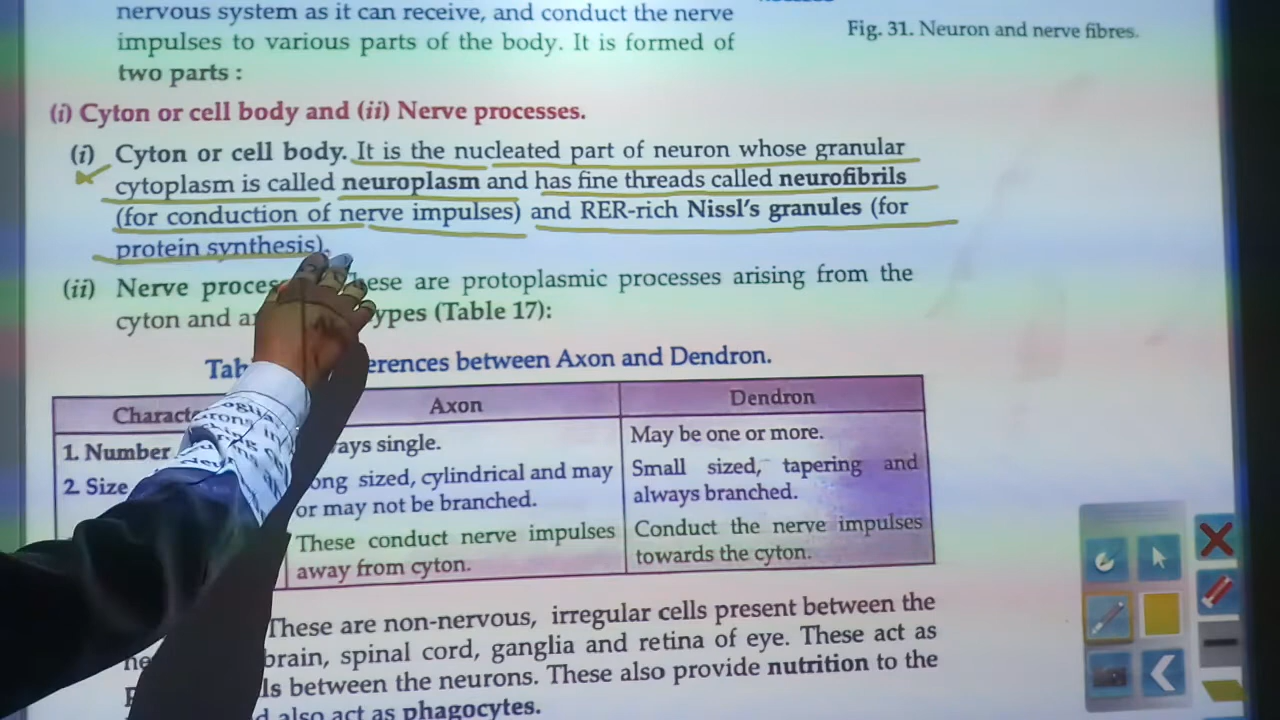 nervous system as it can receive, and conduct the nerve
impulses to various parts of the body. It is formed of
two parts :
Fig. 31. Neuron and nerve fibres.
(i) Cyton or cell body and (ii) Nerve processes.
(i) Cyton or cell body. It is the nucleated part of neuron whose granular
cytoplasm is called neuroplasm and has fine threads called neurofibrils
(for conduction of nerve impulses) and RER-rich Nissl's granules (for
protein synthesis).
(ii) Nerve ese are protoplasmic processes arising from the
cyton and ypes (Table 17):
erences between Axon and Dendron.
Axon Dendron
1. Number ays single. May be one or more.
2. Size ong sized, cylindrical and may Small sized, tapering and
or may not be branched. always branched.
These conduct nerve impulses Conduct the nerve impulses
away from cyton. towards the cyton.
These are non-nervous, irregular cells present between the
brain, spinal cord, ganglia and retina of eye. These act as
ls between the neurons. These also provide nutrition to the
also act as phagocytes.